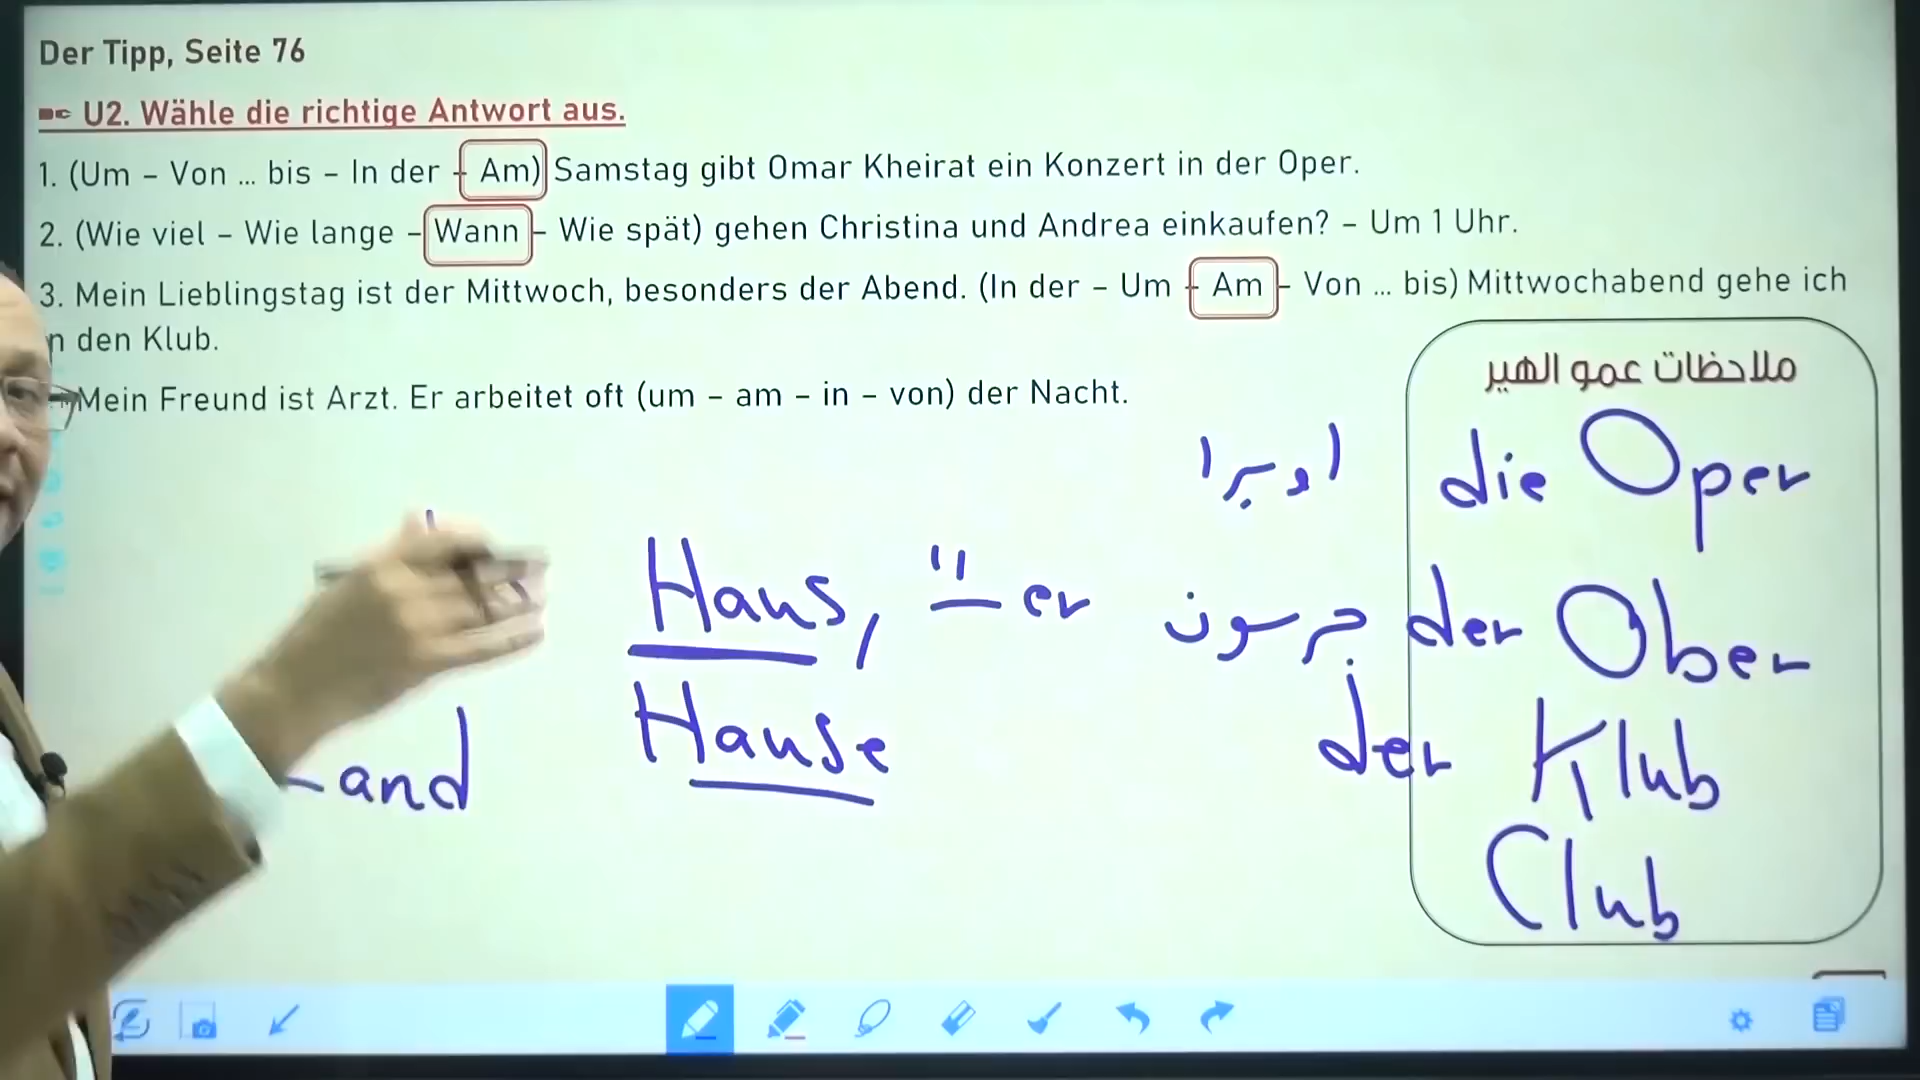 Der Tipp, Seite 76
U2. Wähle die richtige Antwort aus.
1. (Um – Von ... bis – In der – Am) Samstag gibt Omar Kheirat ein Konzert in der Oper.
2. (Wie viel – Wie lange – Wann – Wie spät) gehen Christina und Andrea einkaufen? – Um 1 Uhr.
3. Mein Lieblingstag ist der Mittwoch, besonders der Abend. (In der – Um – Am – Von ... bis) Mittwochabend gehe ich
n den Klub.
Mein Freund ist Arzt. Er arbeitet oft (um – am – in – von) der Nacht.
ملاحظات عمو الهير
die Oper اوبرا
Haus, ¨er
der Ober جرسون
Hause
der Klub
and
Club